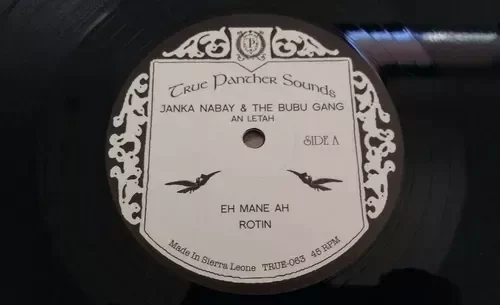 P
True Panther Sounds
JANKA NABAY & THE BUBU GANG
AN LETAH
SIDE A
EH MANE AH
ROTIN
Made In Sierra Leone TRUE-063 45 RPM